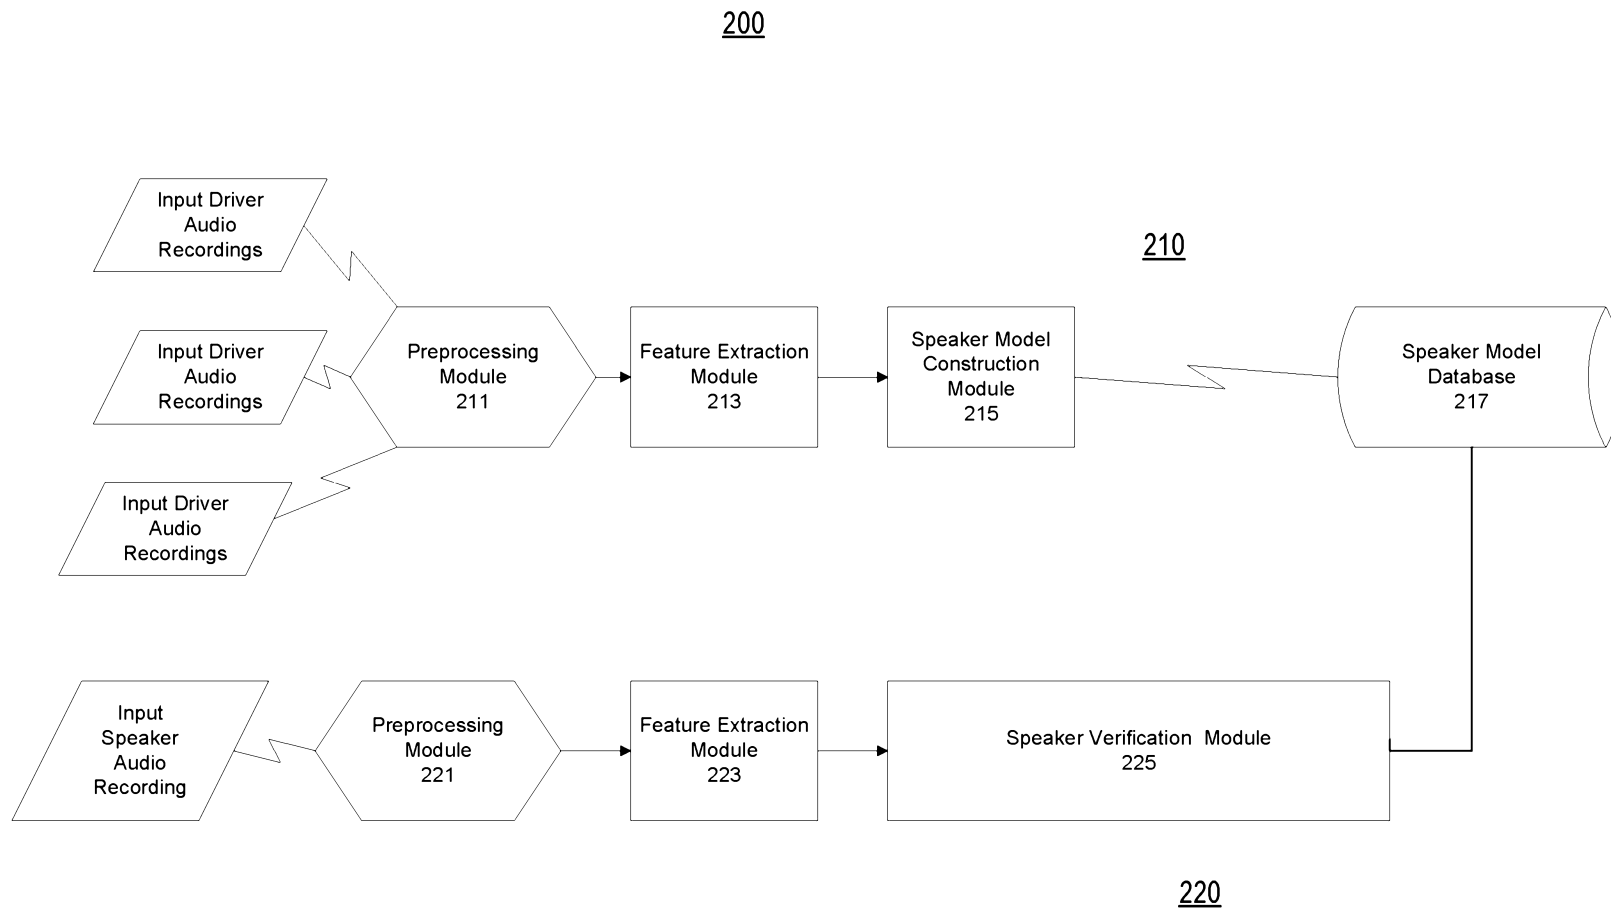 200
Input Driver
Audio
Recordings
210
Input Driver
Audio
Recordings
Preprocessing
Module
211
Feature Extraction
Module
213
Speaker Model
Construction
Module
215
Speaker Model
Database
217
Input Driver
Audio
Recordings
Input
Speaker
Audio
Recording
Preprocessing
Module
221
Feature Extraction
Module
223
Speaker Verification Module
225
220